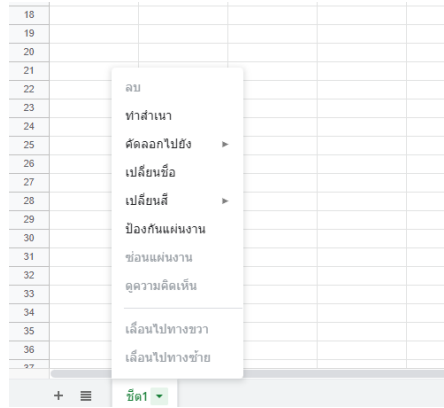 18
19
20
21
22
23
24
25
26
27
28
29
30
31
32
33
34
35
36
37
ลบ
ทำสำเนา
คัดลอกไปยัง
เปลี่ยนชื่อ
เปลี่ยนสี
ป้องกันแผ่นงาน
ซ่อนแผ่นงาน
ดูความคิดเห็น
เลื่อนไปทางขวา
เลื่อนไปทางซ้าย
ชีต1